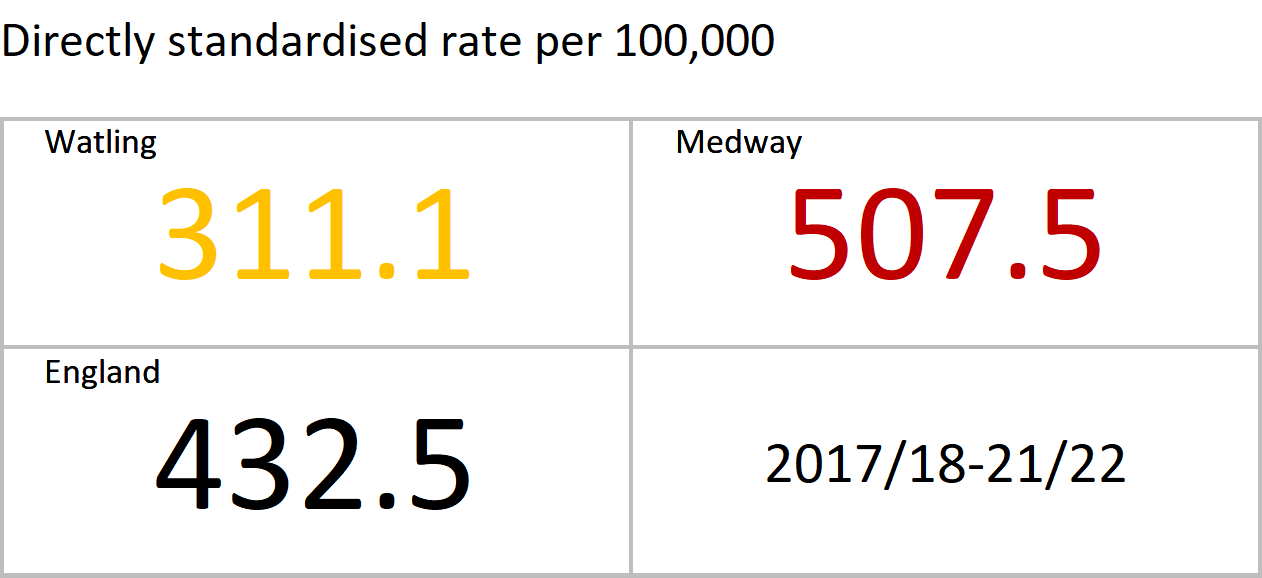 Directly standardised rate per 100,000
Watling
311.1
Medway
507.5
England
432.5
2017/18-21/22